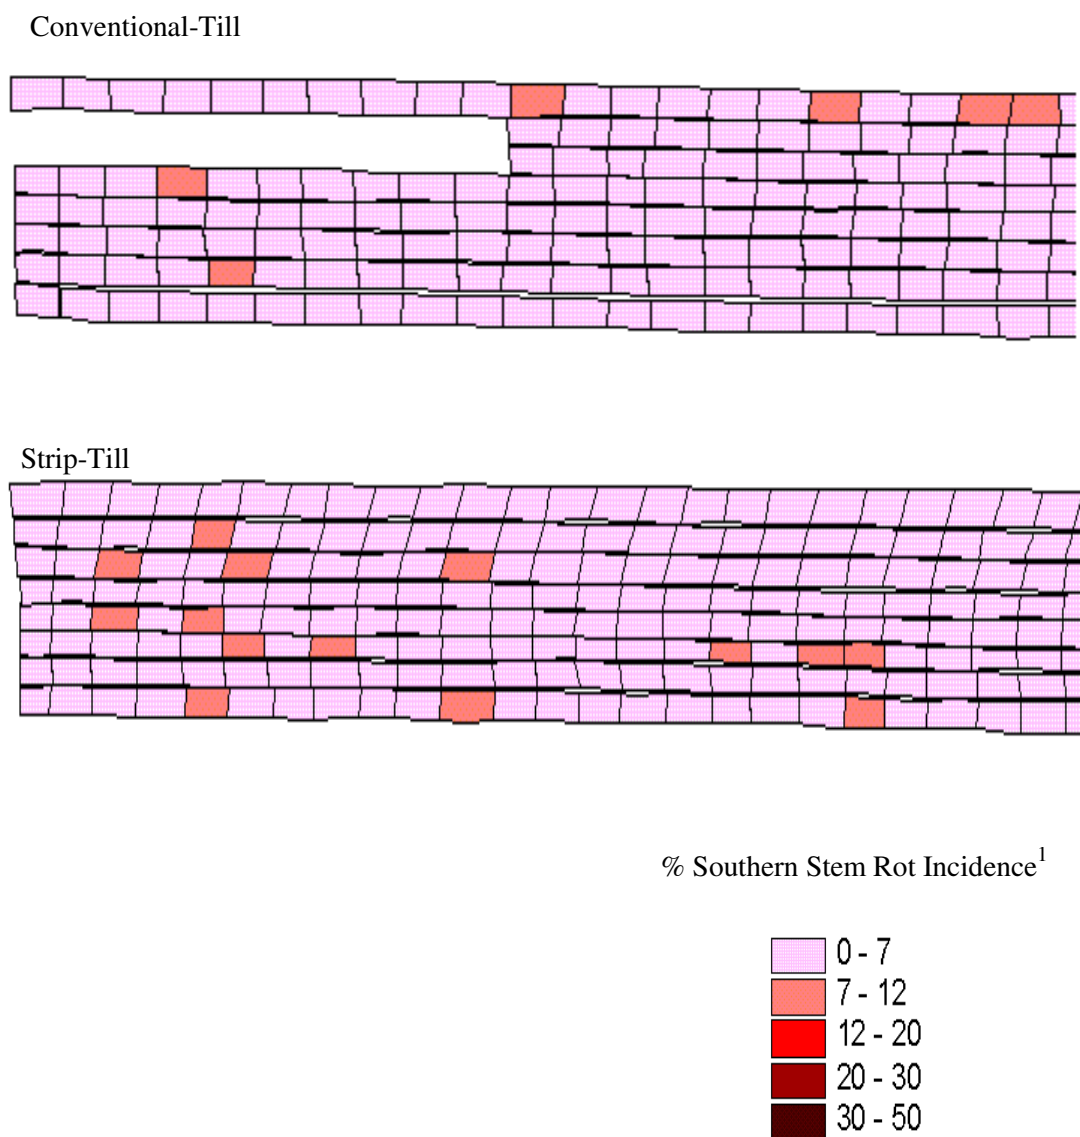 Conventional-Till
Strip-Till
% Southern Stem Rot Incidence¹
0 - 7
7 - 12
12 - 20
20 - 30
30 - 50